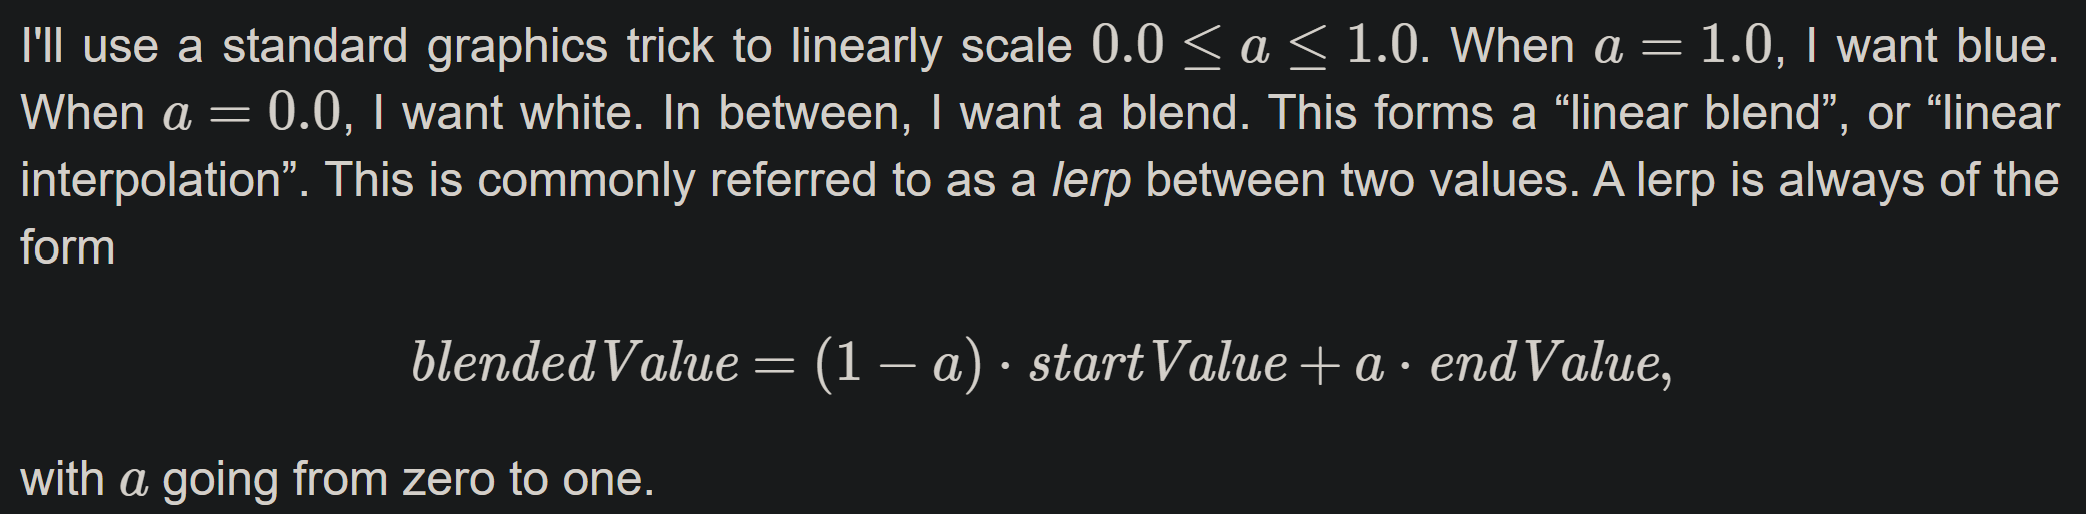 I'll use a standard graphics trick to linearly scale 0.0 ≤ a ≤ 1.0. When a = 1.0, I want blue.
When a = 0.0, I want white. In between, I want a blend. This forms a “linear blend”, or “linear
interpolation”. This is commonly referred to as a lerp between two values. A lerp is always of the
form
blendedValue = (1 − a) · startValue + a · endValue,
with a going from zero to one.